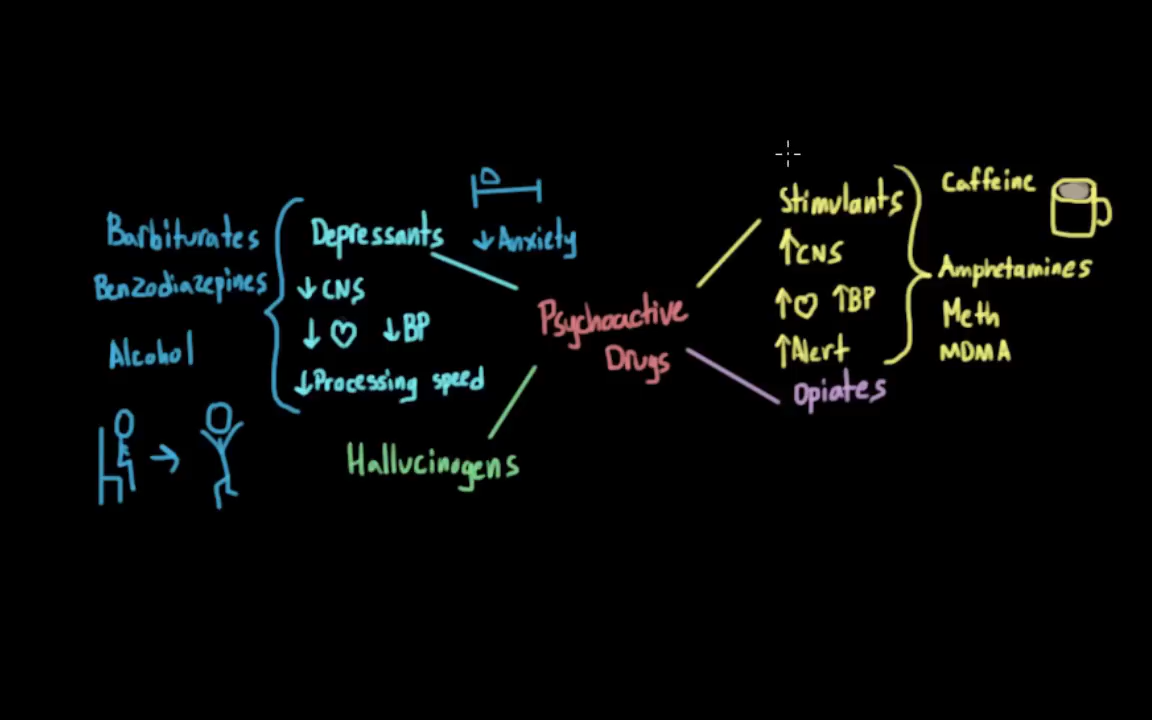 Psychoactive
Drugs
Depressants
↓CNS
↓♡ ↓BP
↓Processing speed
↓Anxiety
Barbiturates
Benzodiazepines
Alcohol
Stimulants
↑CNS
↑♡ ↑BP
↑Alert
Caffeine
Amphetamines
Meth
MDMA
Hallucinogens
Opiates